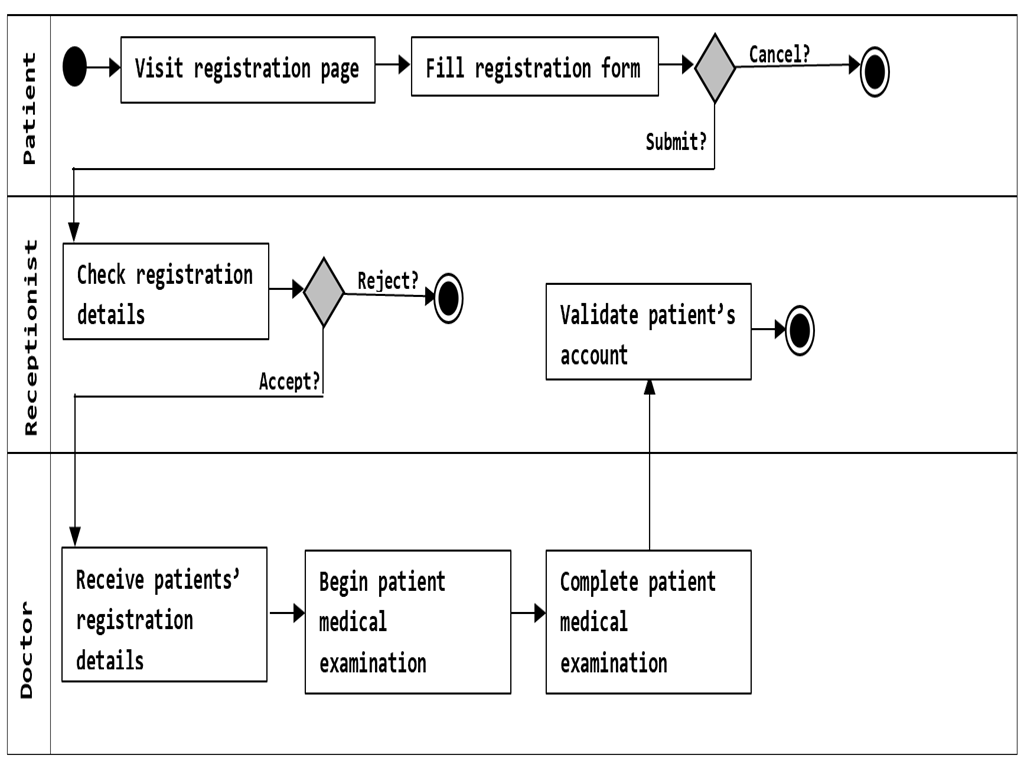 Patient
Visit registration page
Fill registration form
Cancel?
Submit?
Receptionist
Check registration
details
Reject?
Accept?
Validate patient’s
account
Doctor
Receive patients’
registration
details
Begin patient
medical
examination
Complete patient
medical
examination